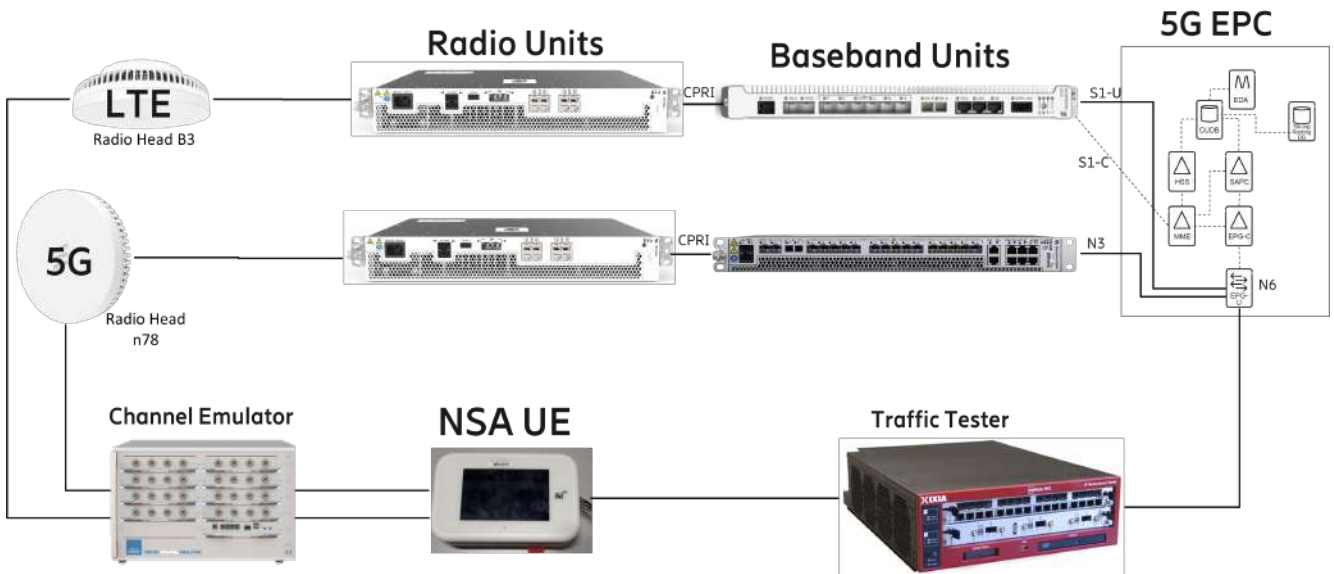 5G EPC
Radio Units
Baseband Units
LTE
Radio Head B3
CPRI
S1-U
S1-C
EDA
CUDB
HSS
SAPC
MME
EPG-C
EPG-
U
N6
5G
Radio Head
n78
CPRI
N3
Channel Emulator
NSA UE
Traffic Tester
IXIA